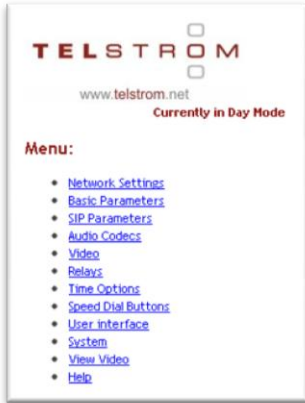 TELSTROM
www.telstrom.net
Currently in Day Mode
Menu:
Network Settings
Basic Parameters
SIP Parameters
Audio Codecs
Video
Relays
Time Options
Speed Dial Buttons
User interface
System
View Video
Help